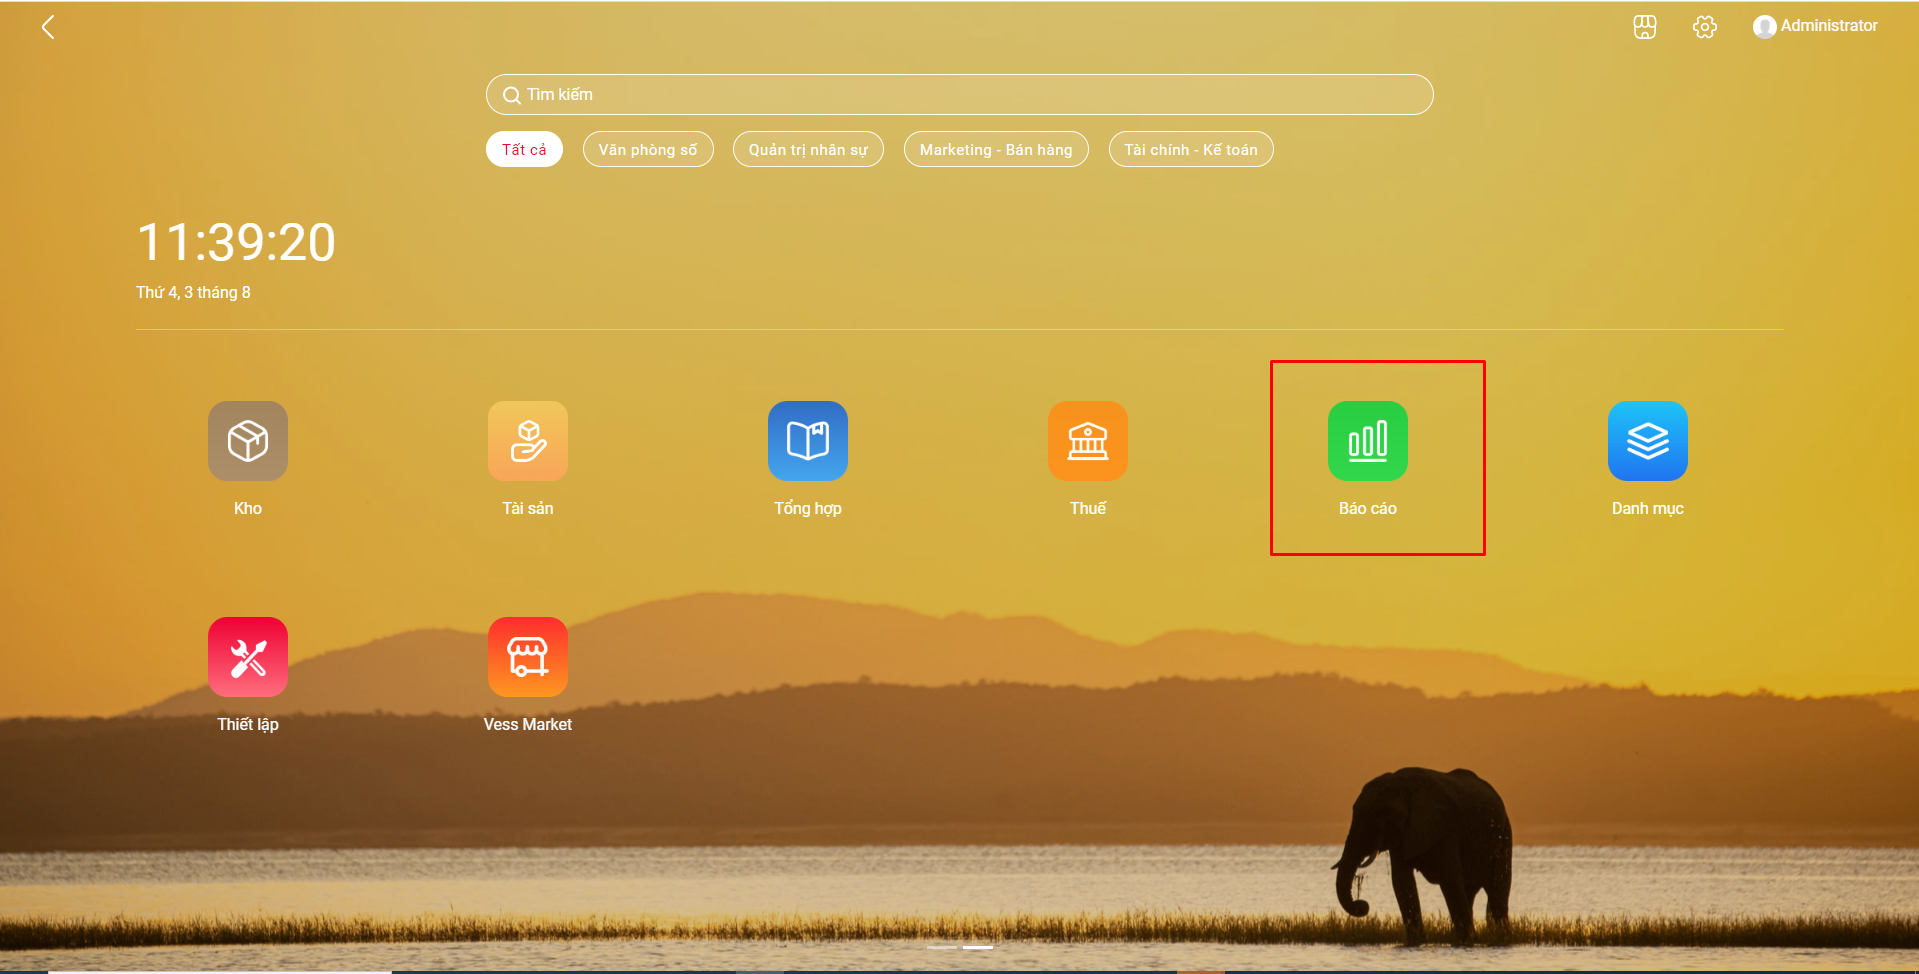 Administrator
Tìm kiếm
Tất cả
Văn phòng số
Quản trị nhân sự
Marketing - Bán hàng
Tài chính - Kế toán
11:39:20
Thứ 4, 3 tháng 8
Kho
Tài sản
Tổng hợp
Thuế
Báo cáo
Danh mục
Thiết lập
Vess Market